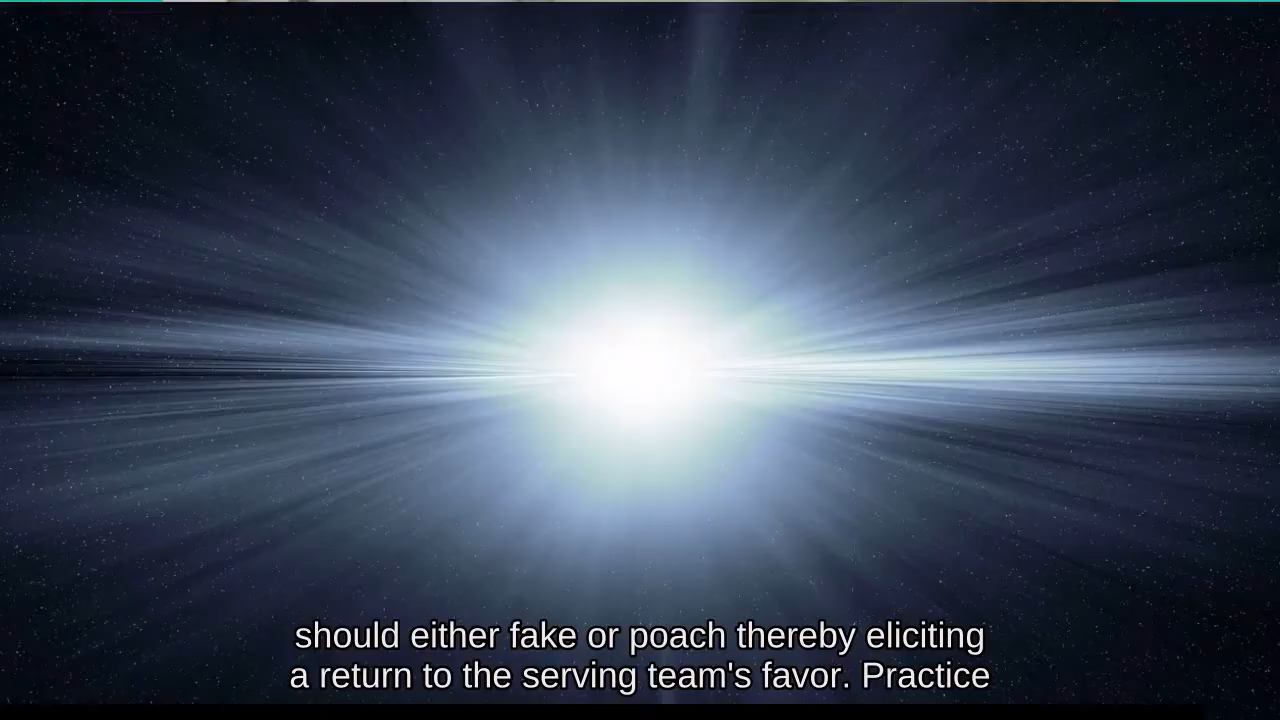 should either fake or poach thereby eliciting
a return to the serving team's favor. Practice